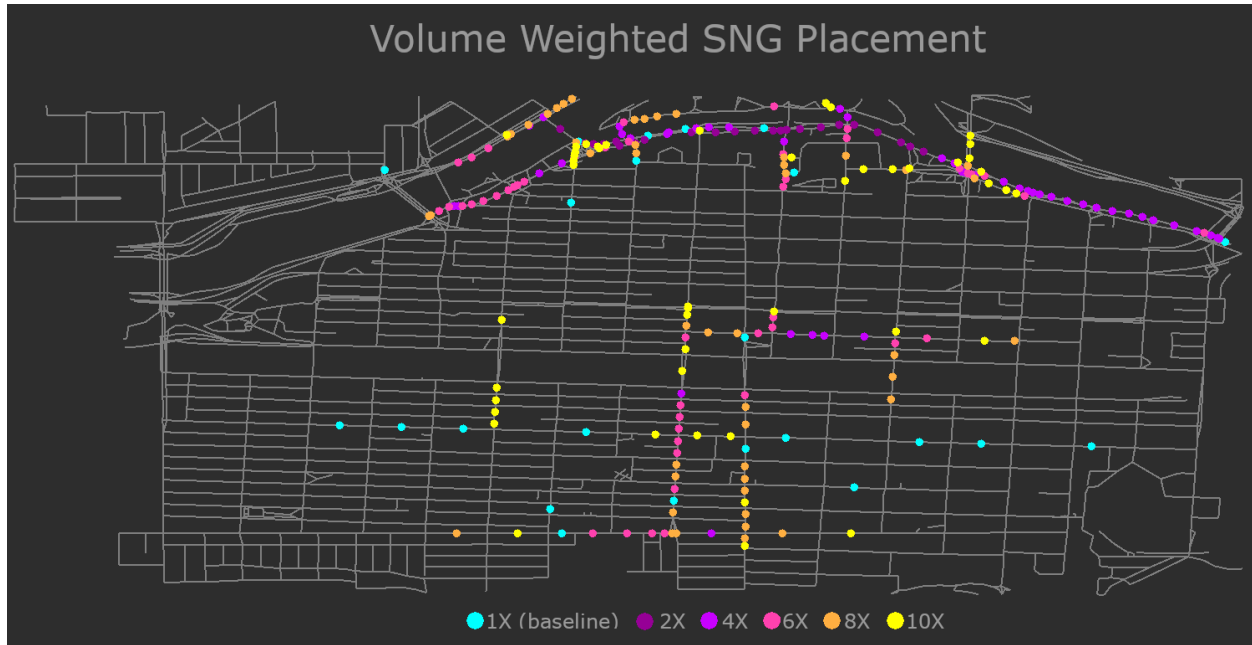 Volume Weighted SNG Placement
1X (baseline) 2X 4X 6X 8X 10X